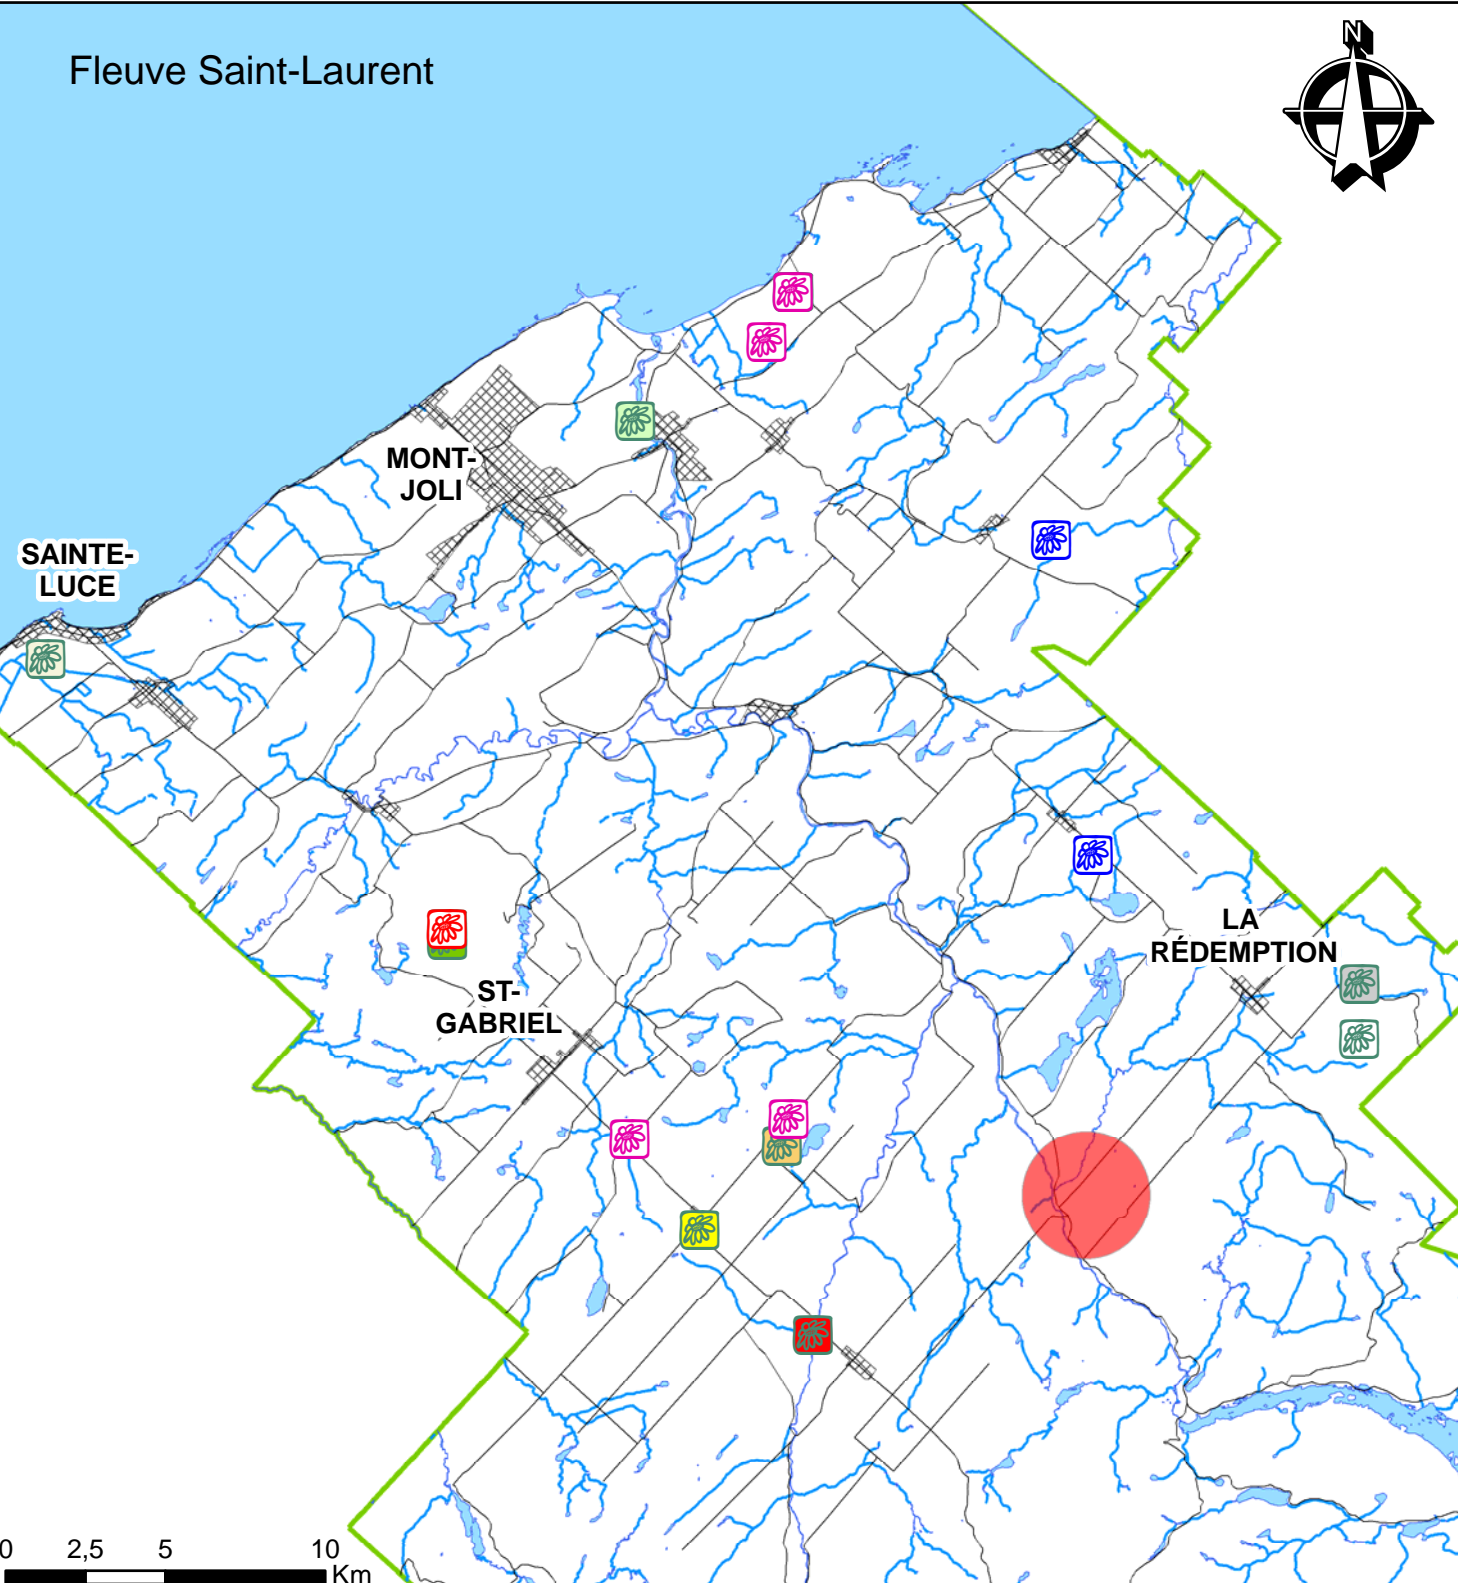 Fleuve Saint-Laurent
N
MONT-
JOLI
SAINTE-
LUCE
LA
RÉDEMPTION
ST-
GABRIEL
0 2,5 5 10
Km